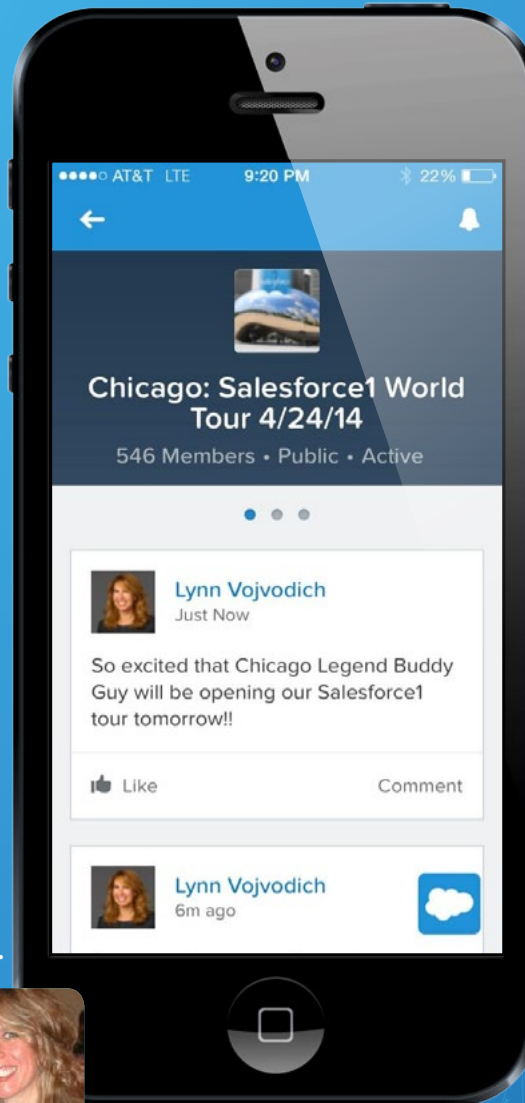 AT&T LTE 9:20 PM 22%
Chicago: Salesforce1 World
Tour 4/24/14
546 Members • Public • Active
Lynn Vojvodich
Just Now
So excited that Chicago Legend Buddy
Guy will be opening our Salesforce1
tour tomorrow!!
Like Comment
Lynn Vojvodich
6m ago